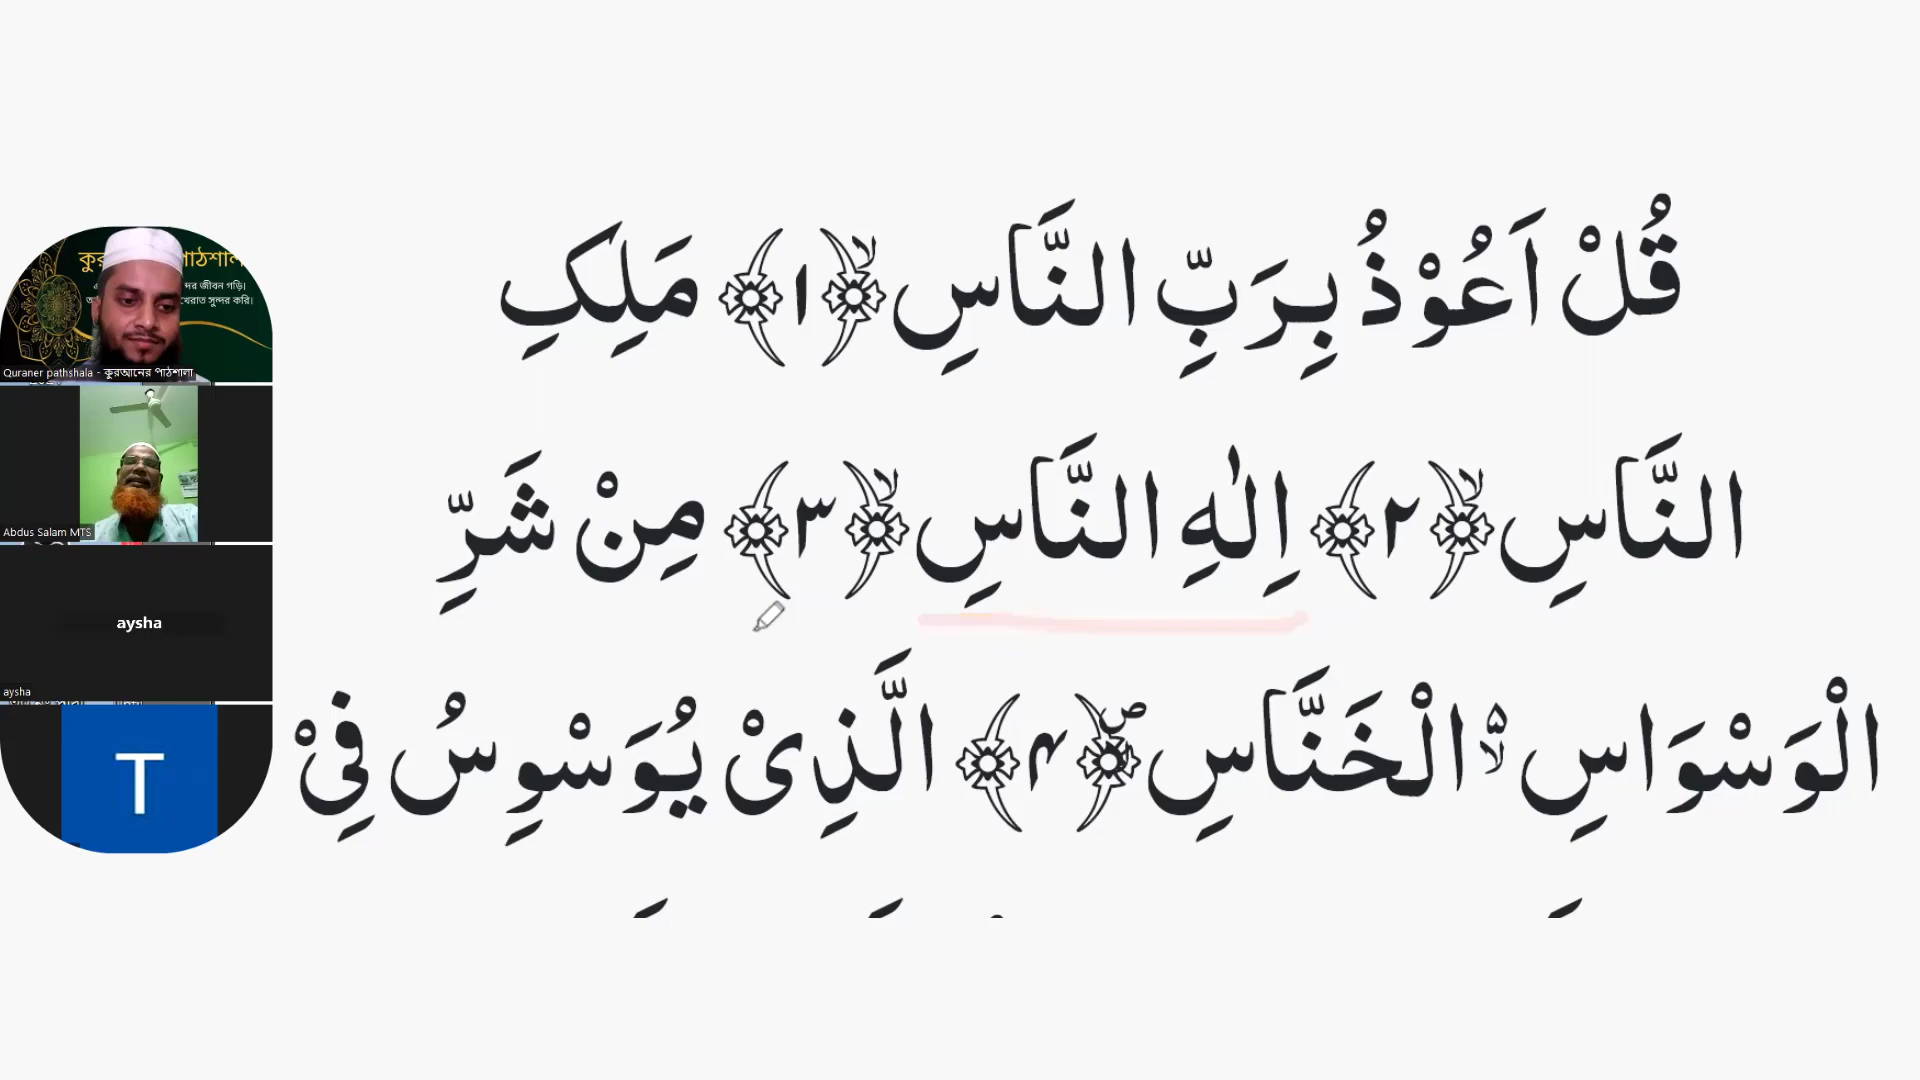 قُلْ اَعُوْذُ بِرَبِّ النَّاسِ ﴿ۙ۱﴾ مَلِكِ
النَّاسِ ﴿ۙ۲﴾ اِلٰهِ النَّاسِ ﴿ۙ۳﴾ مِنْ شَرِّ
الْوَسْوَاسِ ۵ۙ الْخَنَّاسِ ﴿۪ۙ۴﴾ الَّذِیْ یُوَسْوِسُ فِیْ
Quraner pathshala - কুরআনের পাঠশালা
Abdus Salam MTS
aysha
aysha
T